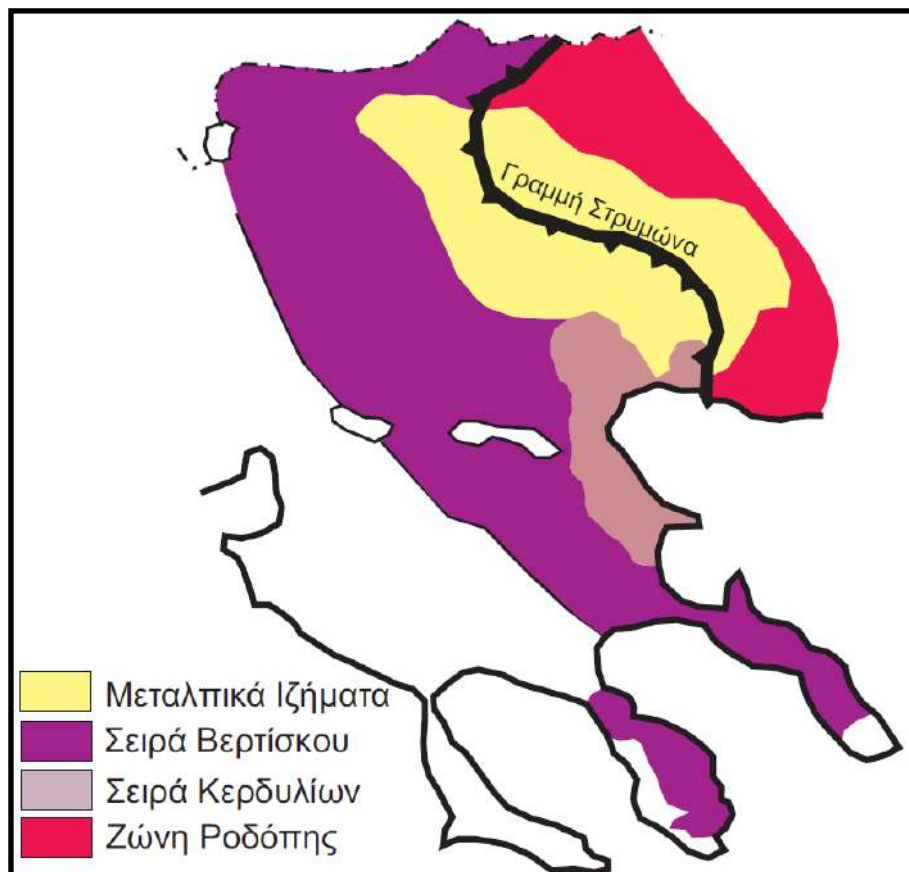 Γραμμή Στρυμώνα
Μεταλπικά Ιζήματα
Σειρά Βερτίσκου
Σειρά Κερδυλίων
Ζώνη Ροδόπης